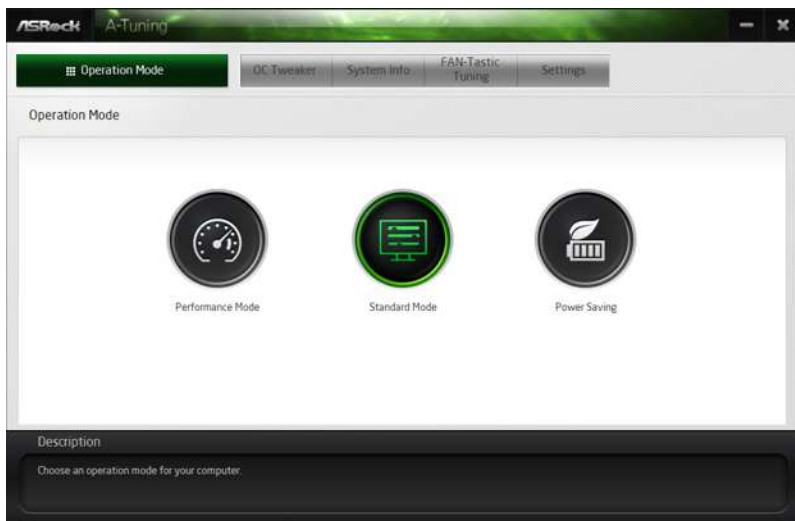 ASRock A-Tuning
Operation Mode OC Tweaker System Info FAN-Tastic Tuning Settings
Operation Mode
Performance Mode Standard Mode Power Saving
Description
Choose an operation mode for your computer.